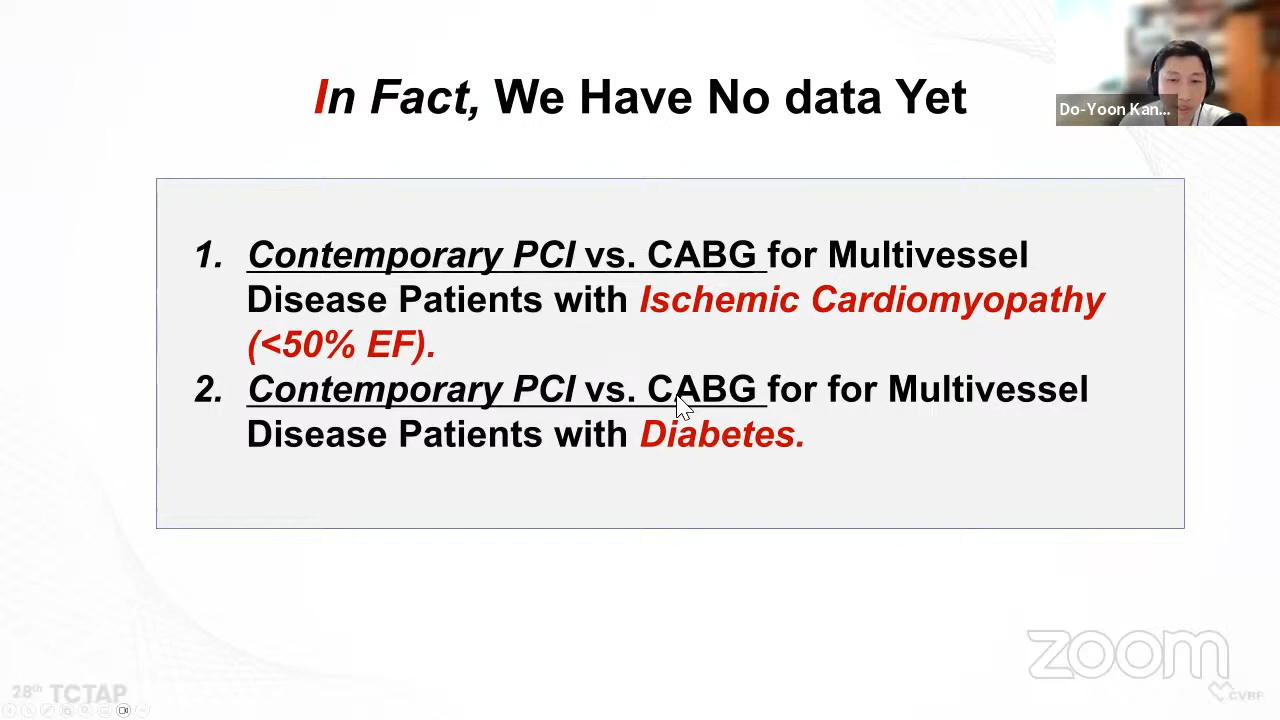 In Fact, We Have No data Yet
Do-Yoon Kan...
1. Contemporary PCI vs. CABG for Multivessel
Disease Patients with Ischemic Cardiomyopathy
(<50% EF).
2. Contemporary PCI vs. CABG for for Multivessel
Disease Patients with Diabetes.
zoom
28th TCTAP
CVRF